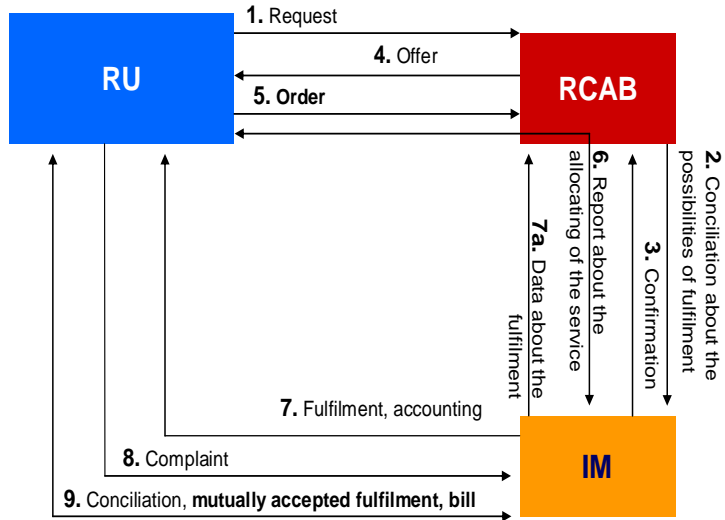 1. Request
RU
4. Offer
RCAB
5. Order
2. Conciliation about the
possibilities of fulfilment
3. Confirmation
6. Report about the
allocating of the service
7a. Data about the
fulfilment
7. Fulfilment, accounting
8. Complaint
IM
9. Conciliation, mutually accepted fulfilment, bill